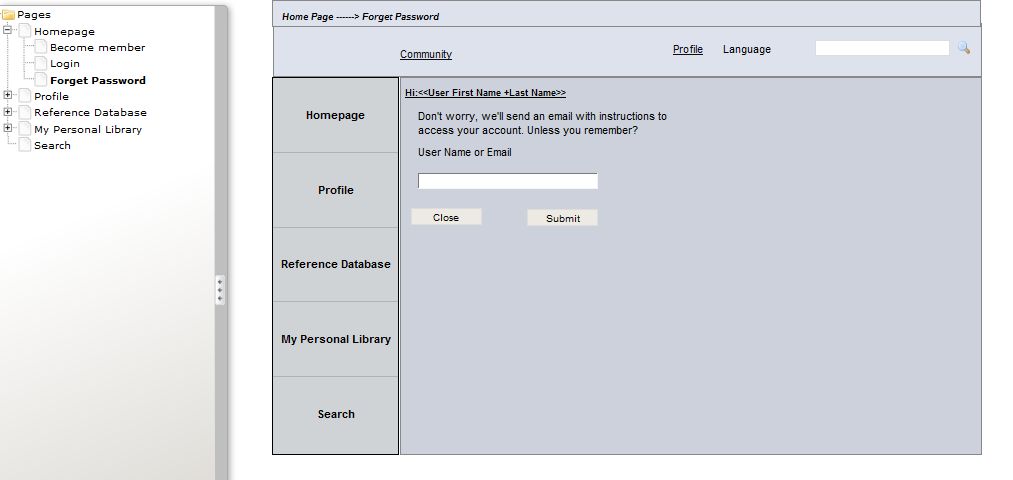 Pages
Homepage
Become member
Login
Forget Password
Profile
Reference Database
My Personal Library
Search
Home Page ------> Forget Password
Community
Profile
Language
Homepage
Profile
Reference Database
My Personal Library
Search
Hi:<<User First Name +Last Name>>
Don't worry, we'll send an email with instructions to
access your account. Unless you remember?
User Name or Email
Close
Submit